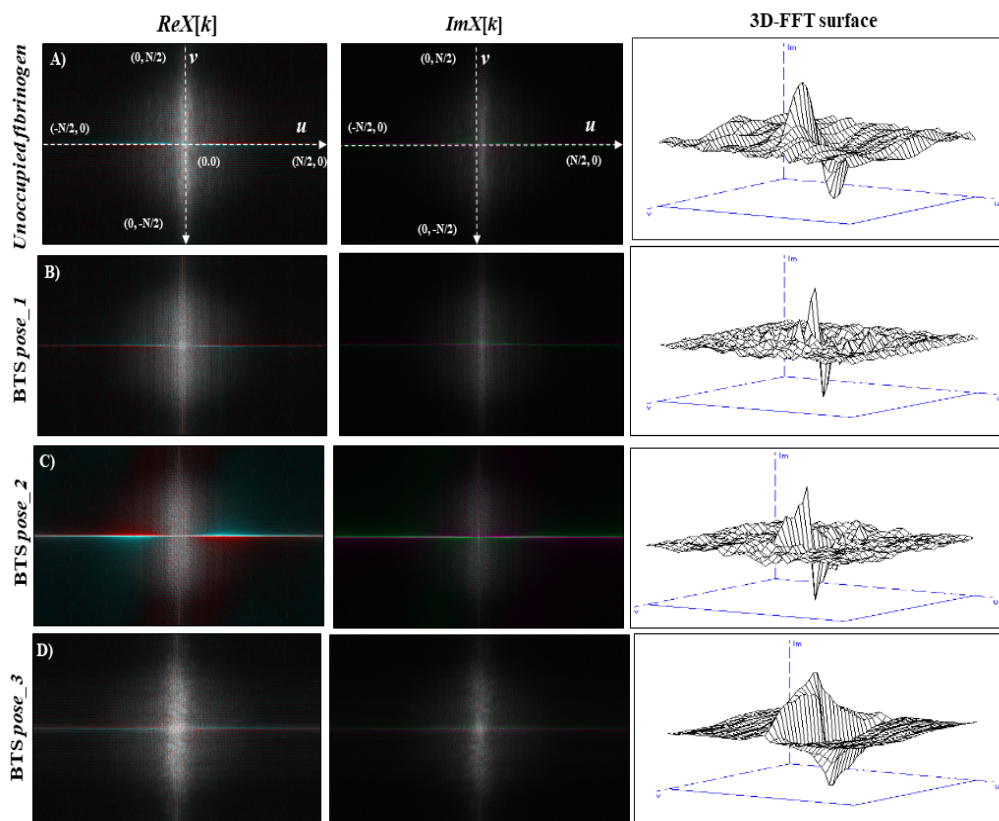 ReX[k]
ImX[k]
3D-FFT surface
Unoccupied fibrinogen
A)
(0, N/2)
v
(-N/2, 0)
u
(0.0)
(N/2, 0)
(0, -N/2)
(0, N/2)
v
(-N/2, 0)
u
(N/2, 0)
(0, -N/2)
Im
v
u
BTS pose_1
B)
Im
v
u
BTS pose_2
C)
Im
v
u
BTS pose_3
D)
Im
v
u